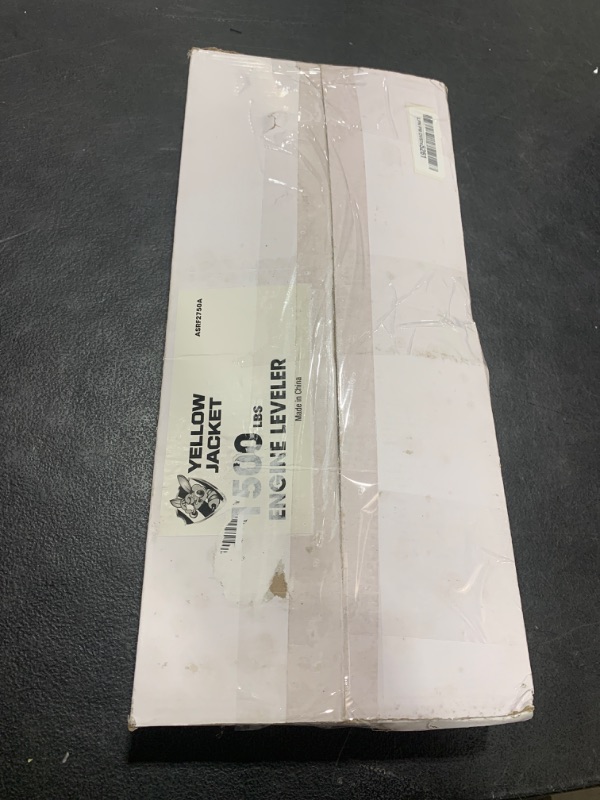 ASRF2750A
YELLOW
JACKET
1500 LBS
ENGINE LEVELER
Made in China